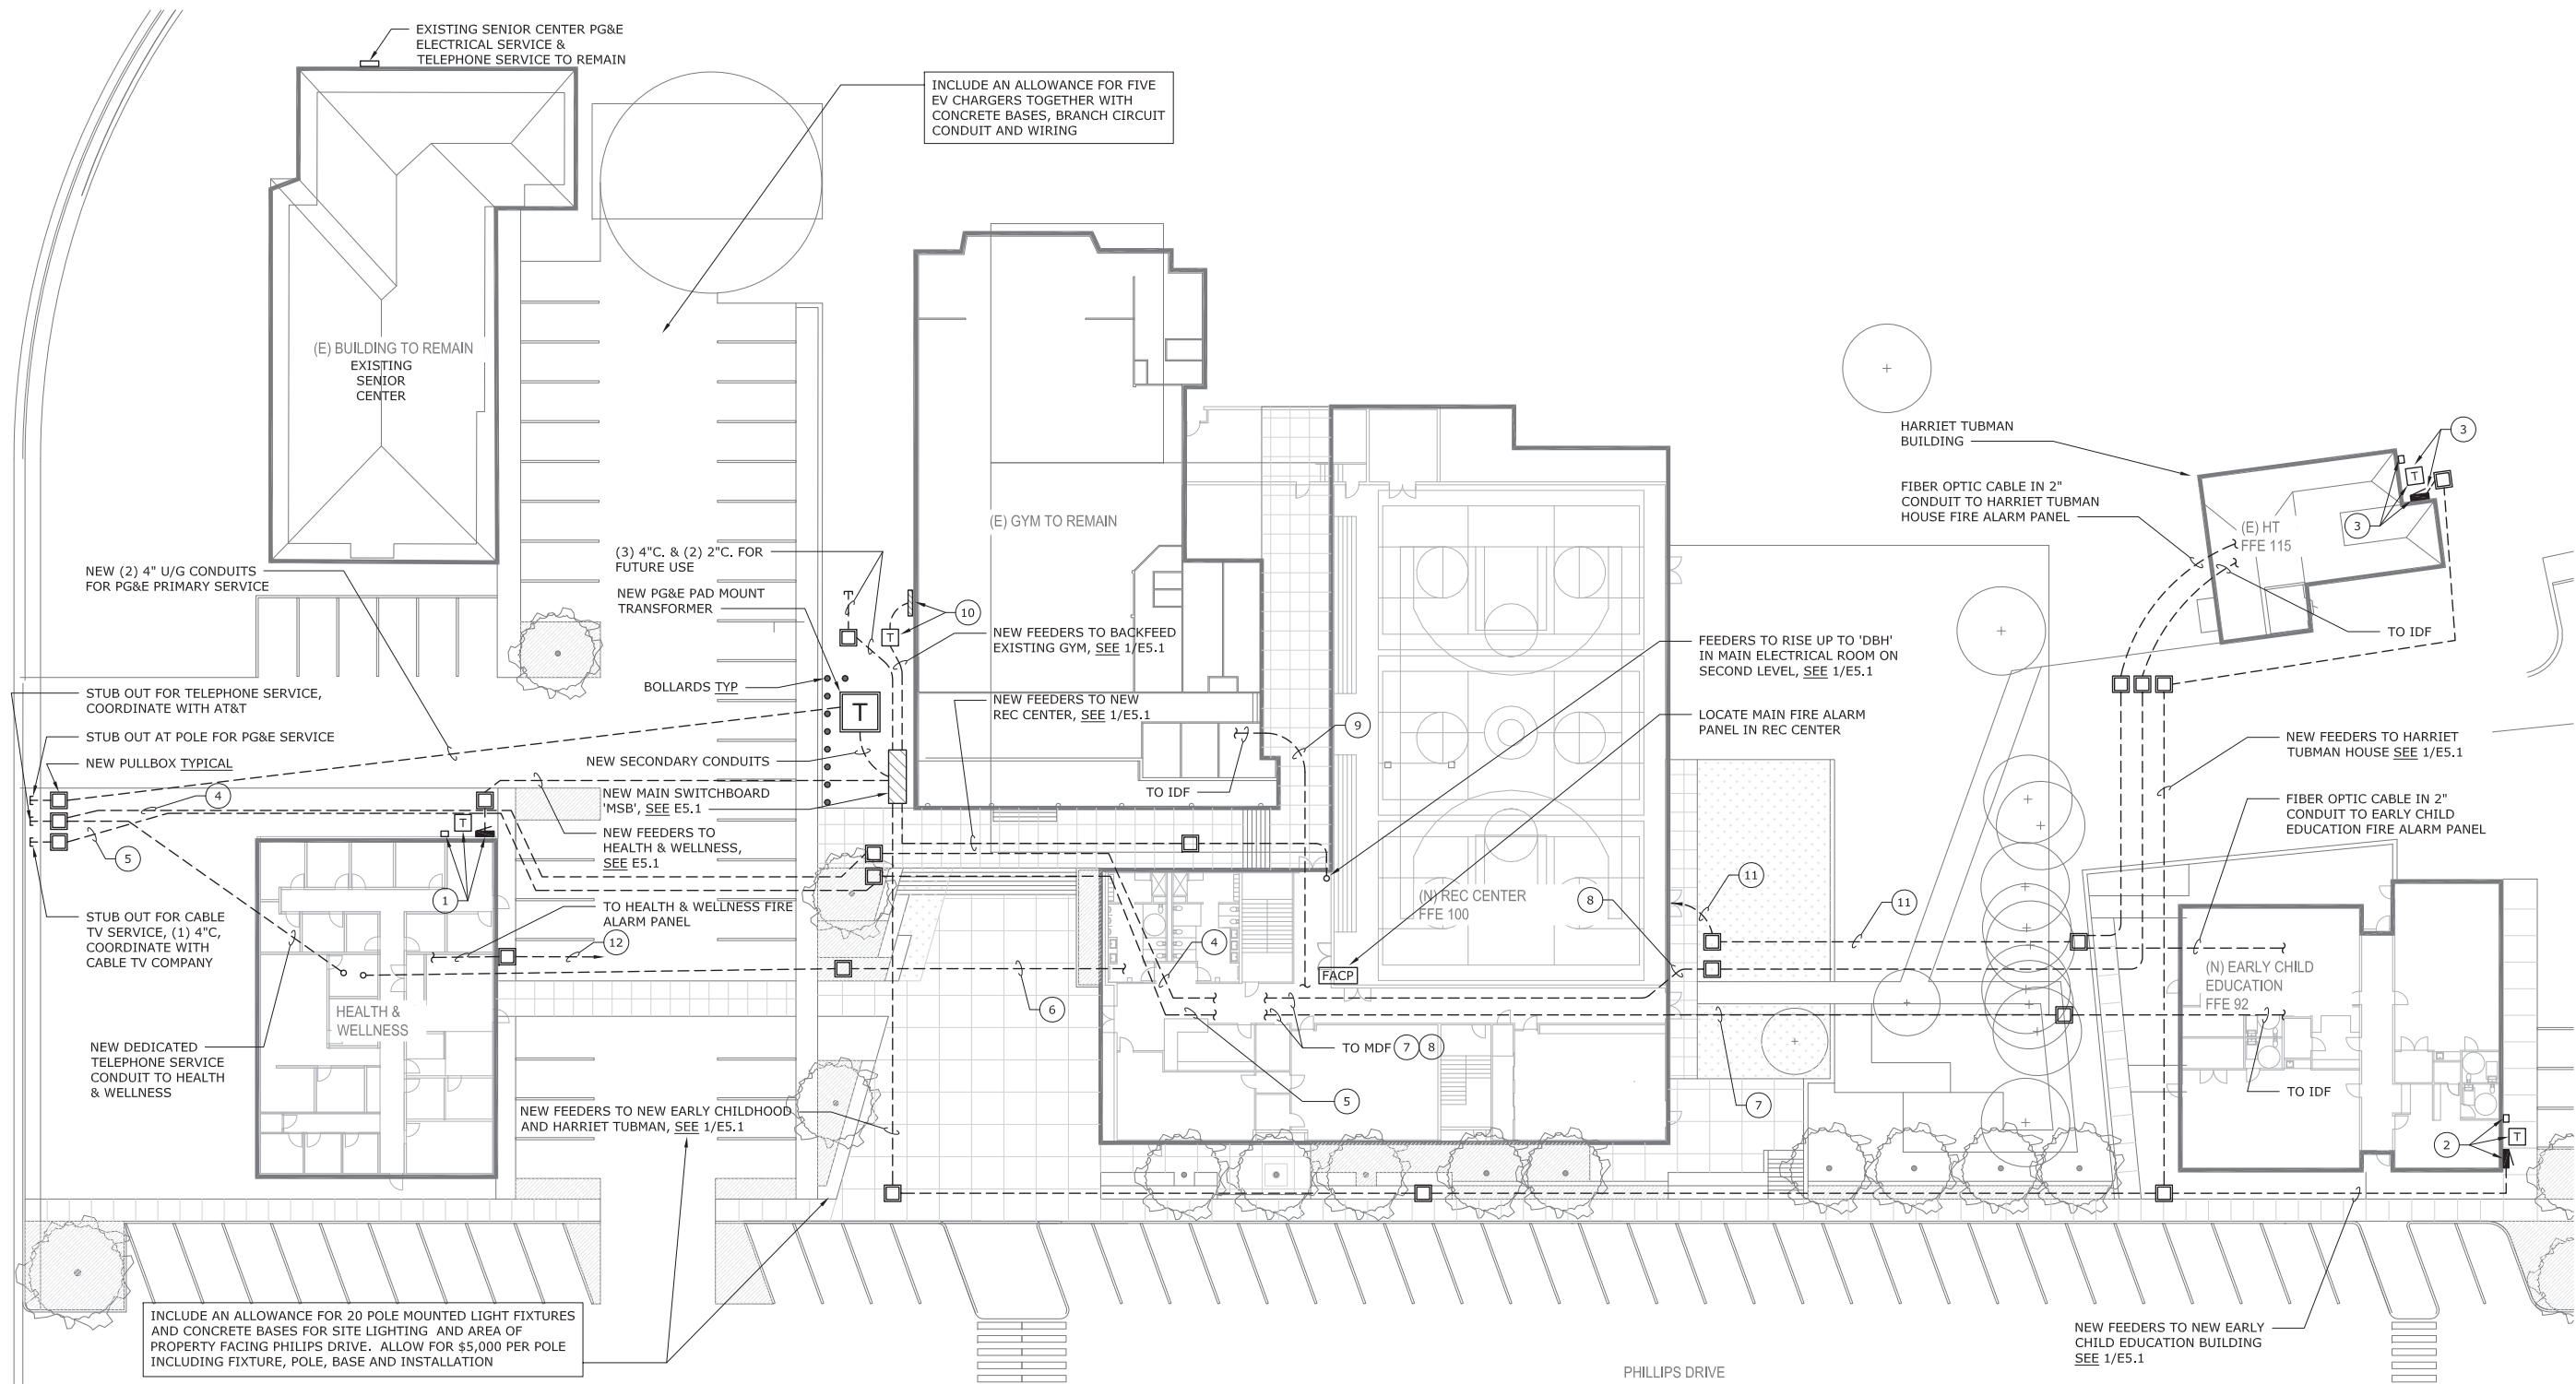 EXISTING SENIOR CENTER PG&E
ELECTRICAL SERVICE &
TELEPHONE SERVICE TO REMAIN
INCLUDE AN ALLOWANCE FOR FIVE
EV CHARGERS TOGETHER WITH
CONCRETE BASES, BRANCH CIRCUIT
CONDUIT AND WIRING
(E) BUILDING TO REMAIN
EXISTING
SENIOR
CENTER
(E) GYM TO REMAIN
(3) 4"C. & (2) 2"C. FOR
FUTURE USE
NEW PG&E PAD MOUNT
TRANSFORMER
NEW (2) 4" U/G CONDUITS
FOR PG&E PRIMARY SERVICE
T
10
NEW FEEDERS TO BACKFEED
EXISTING GYM, SEE 1/E5.1
BOLLARDS TYP
T
NEW FEEDERS TO NEW
REC CENTER, SEE 1/E5.1
9
TO IDF
STUB OUT FOR TELEPHONE SERVICE,
COORDINATE WITH AT&T
STUB OUT AT POLE FOR PG&E SERVICE
NEW PULLBOX TYPICAL
4
5
NEW SECONDARY CONDUITS
NEW MAIN SWITCHBOARD
'MSB', SEE E5.1
NEW FEEDERS TO
HEALTH & WELLNESS,
SEE E5.1
T
1
STUB OUT FOR CABLE
TV SERVICE, (1) 4"C,
COORDINATE WITH
CABLE TV COMPANY
TO HEALTH & WELLNESS FIRE
ALARM PANEL
12
HEALTH &
WELLNESS
NEW DEDICATED
TELEPHONE SERVICE
CONDUIT TO HEALTH
& WELLNESS
NEW FEEDERS TO NEW EARLY CHILDHOOD
AND HARRIET TUBMAN, SEE 1/E5.1
6
4
5
FACP
(N) REC CENTER
FFE 100
TO MDF 7 8
8
11
11
7
FEEDERS TO RISE UP TO 'DBH'
IN MAIN ELECTRICAL ROOM ON
SECOND LEVEL, SEE 1/E5.1
LOCATE MAIN FIRE ALARM
PANEL IN REC CENTER
HARRIET TUBMAN
BUILDING
3
T
3
FIBER OPTIC CABLE IN 2"
CONDUIT TO HARRIET TUBMAN
HOUSE FIRE ALARM PANEL
(E) HT
FFE 115
TO IDF
NEW FEEDERS TO HARRIET
TUBMAN HOUSE SEE 1/E5.1
FIBER OPTIC CABLE IN 2"
CONDUIT TO EARLY CHILD
EDUCATION FIRE ALARM PANEL
(N) EARLY CHILD
EDUCATION
FFE 92
TO IDF
2
T
INCLUDE AN ALLOWANCE FOR 20 POLE MOUNTED LIGHT FIXTURES
AND CONCRETE BASES FOR SITE LIGHTING AND AREA OF
PROPERTY FACING PHILIPS DRIVE. ALLOW FOR $5,000 PER POLE
INCLUDING FIXTURE, POLE, BASE AND INSTALLATION
NEW FEEDERS TO NEW EARLY
CHILD EDUCATION BUILDING
SEE 1/E5.1
PHILLIPS DRIVE